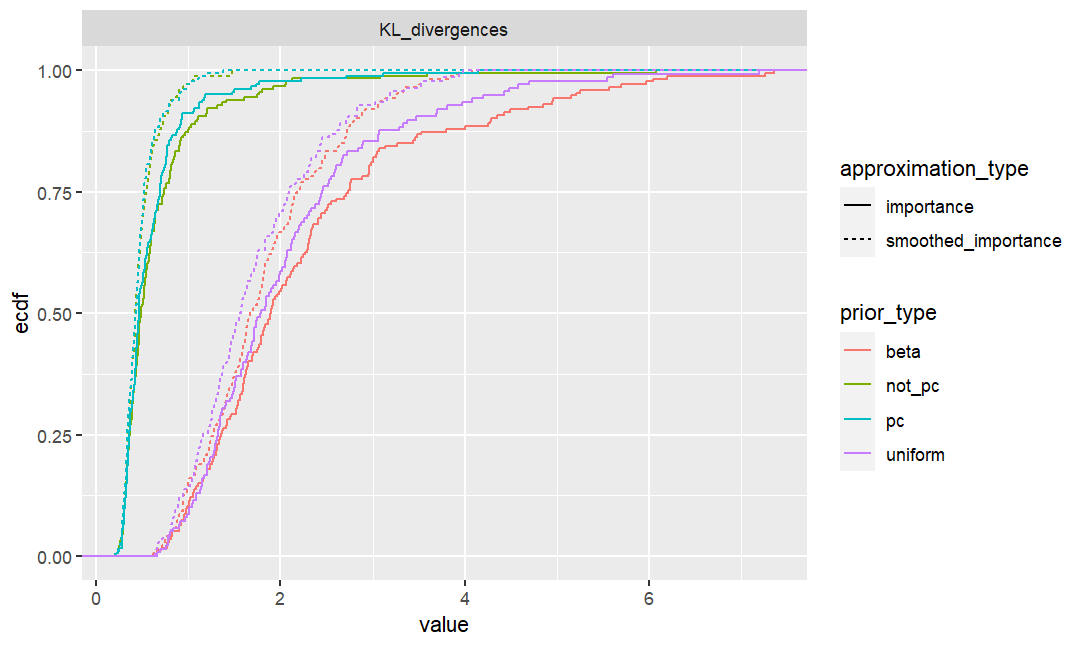 KL_divergences
1.00
0.75
0.50
0.25
0.00
ecdf
0
2
4
6
value
approximation_type
importance
smoothed_importance
prior_type
beta
not_pc
pc
uniform